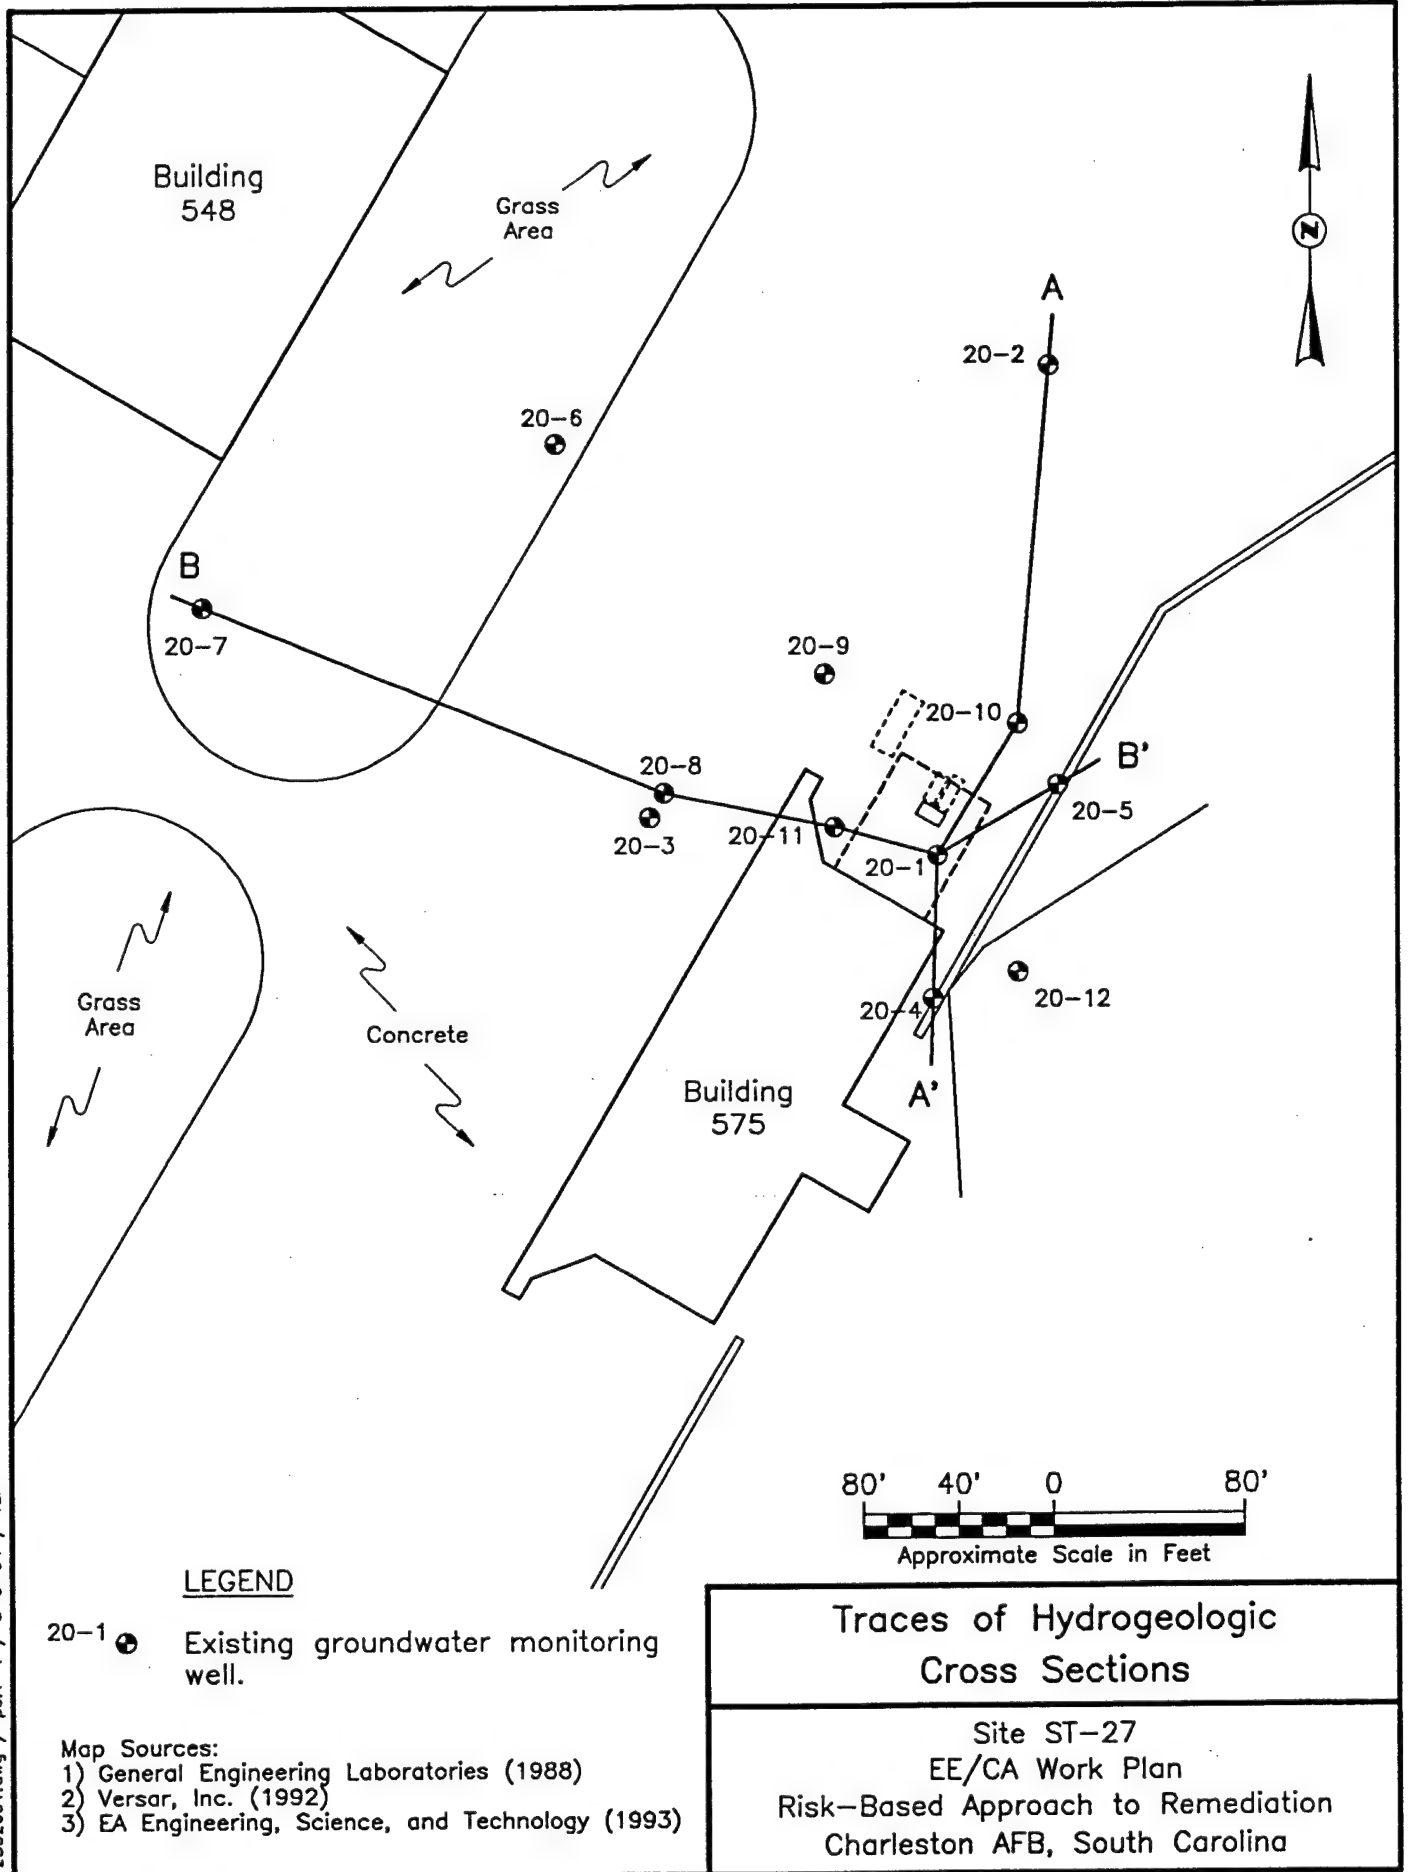 Building
548
Grass
Area
N
A
20-2
20-6
B
20-7
20-9
20-10
B'
20-8
20-5
20-11
20-3
20-1
Grass
Area
Concrete
20-12
20-4
A'
Building
575
80' 40' 0 80'
Approximate Scale in Feet
LEGEND
20-1 Existing groundwater monitoring
well.
Map Sources:
1) General Engineering Laboratories (1988)
2) Versar, Inc. (1992)
3) EA Engineering, Science, and Technology (1993)
Traces of Hydrogeologic
Cross Sections
Site ST-27
EE/CA Work Plan
Risk-Based Approach to Remediation
Charleston AFB, South Carolina